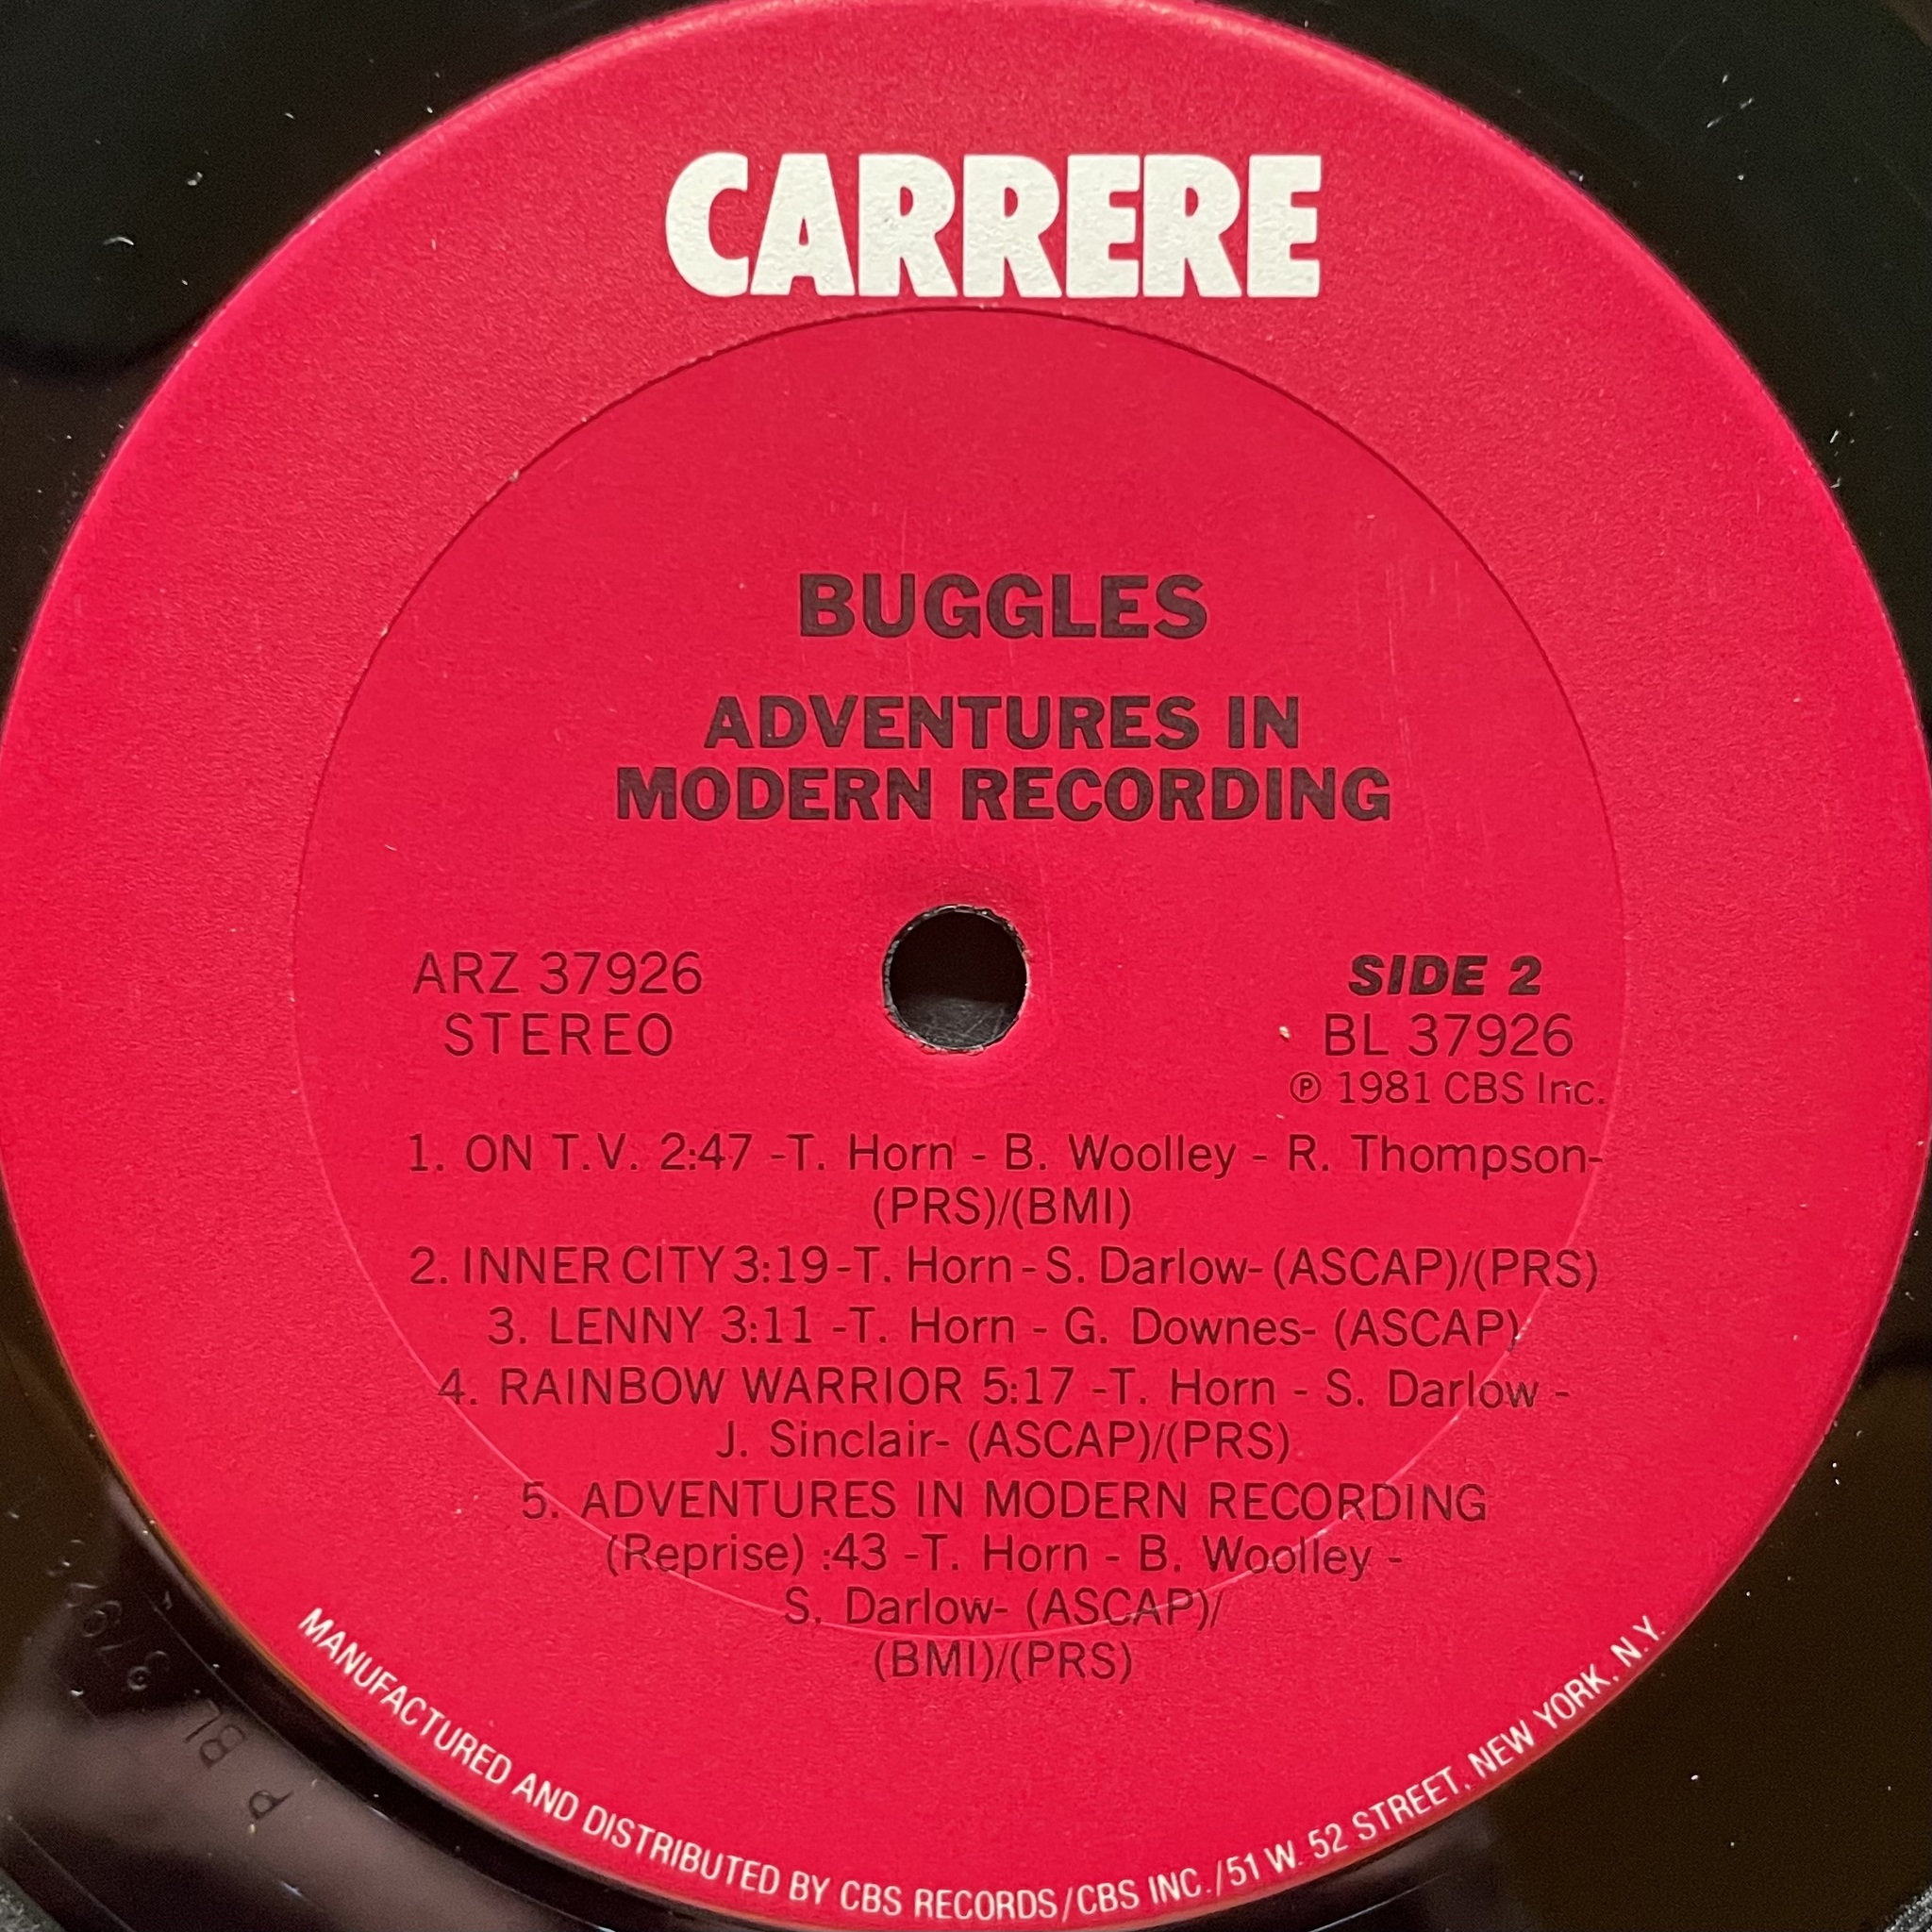 CARRERE
BUGGLES
ADVENTURES IN
MODERN RECORDING
ARZ 37926
STEREO
SIDE 2
BL 37926
℗ 1981 CBS Inc.
1. ON T.V. 2:47 -T. Horn - B. Woolley - R. Thompson-
(PRS)/(BMI)
2. INNER CITY 3:19 -T. Horn - S. Darlow- (ASCAP)/(PRS)
3. LENNY 3:11 -T. Horn - G. Downes- (ASCAP)
4. RAINBOW WARRIOR 5:17 -T. Horn - S. Darlow -
J. Sinclair- (ASCAP)/(PRS)
5. ADVENTURES IN MODERN RECORDING
(Reprise) :43 -T. Horn - B. Woolley -
S. Darlow- (ASCAP)/
(BMI)/(PRS)
MANUFACTURED AND DISTRIBUTED BY CBS RECORDS/CBS INC./51 W. 52 STREET, NEW YORK, N.Y.
P BL